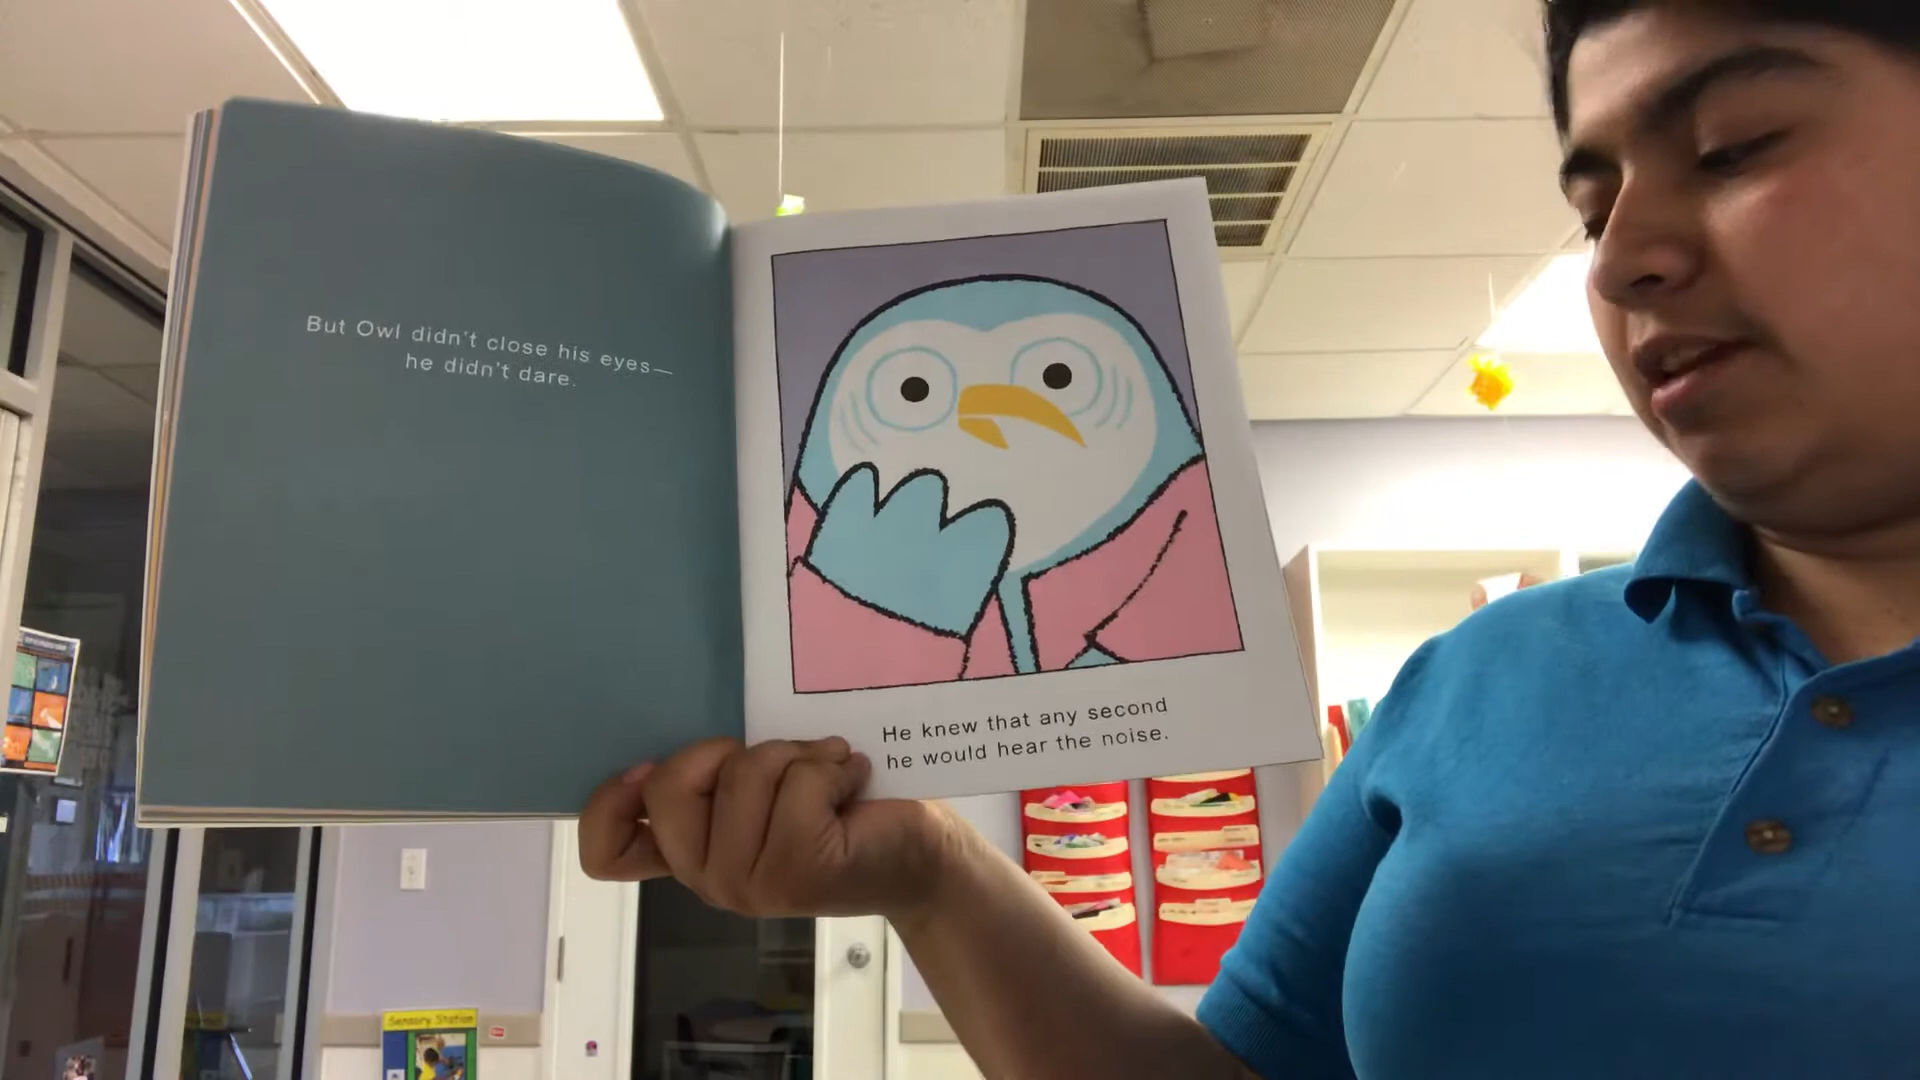 But Owl didn't close his eyes—
he didn't dare.
He knew that any second
he would hear the noise.
Sensory Station